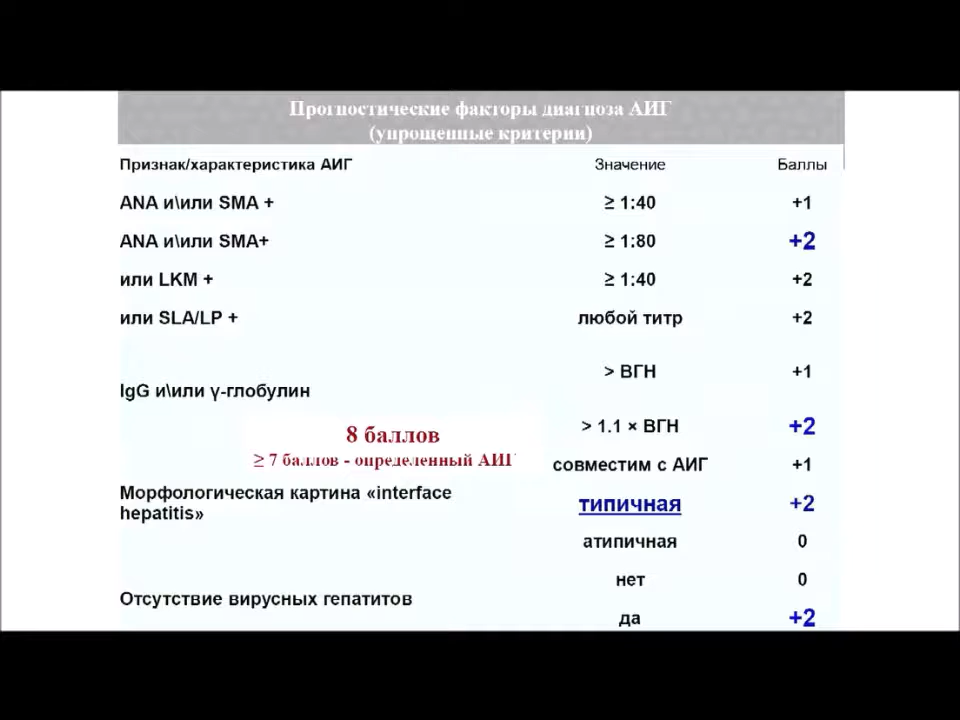 Прогностические факторы диагноза АИГ
(упрощенные критерии)
Признак/характеристика АИГ Значение Баллы
ANA и\или SMA + ≥ 1:40 +1
ANA и\или SMA+ ≥ 1:80 +2
или LKM + ≥ 1:40 +2
или SLA/LP + любой титр +2
> ВГН +1
IgG и\или γ-глобулин
> 1.1 × ВГН +2
8 баллов
≥ 7 баллов - определенный АИГ
совместим с АИГ +1
Морфологическая картина «interface
hepatitis»
типичная +2
атипичная 0
нет 0
Отсутствие вирусных гепатитов
да +2